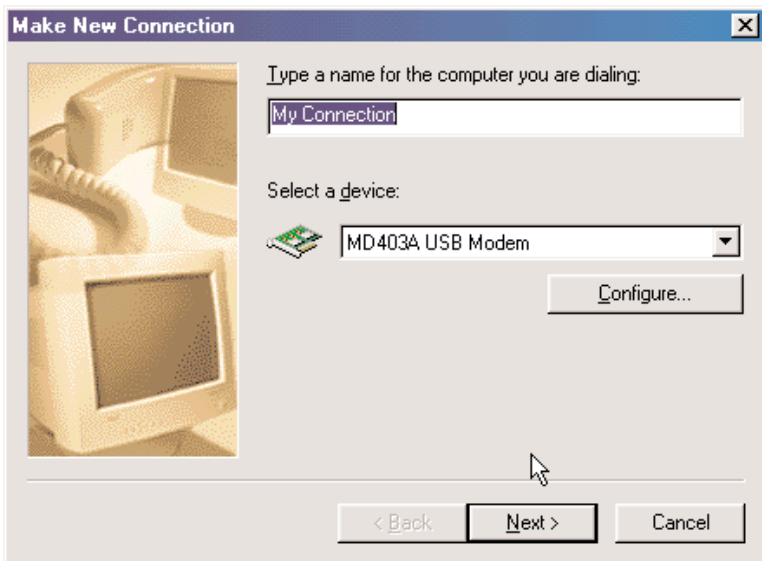 Make New Connection
Type a name for the computer you are dialing:
My Connection
Select a device:
MD403A USB Modem
Configure...
< Back Next > Cancel